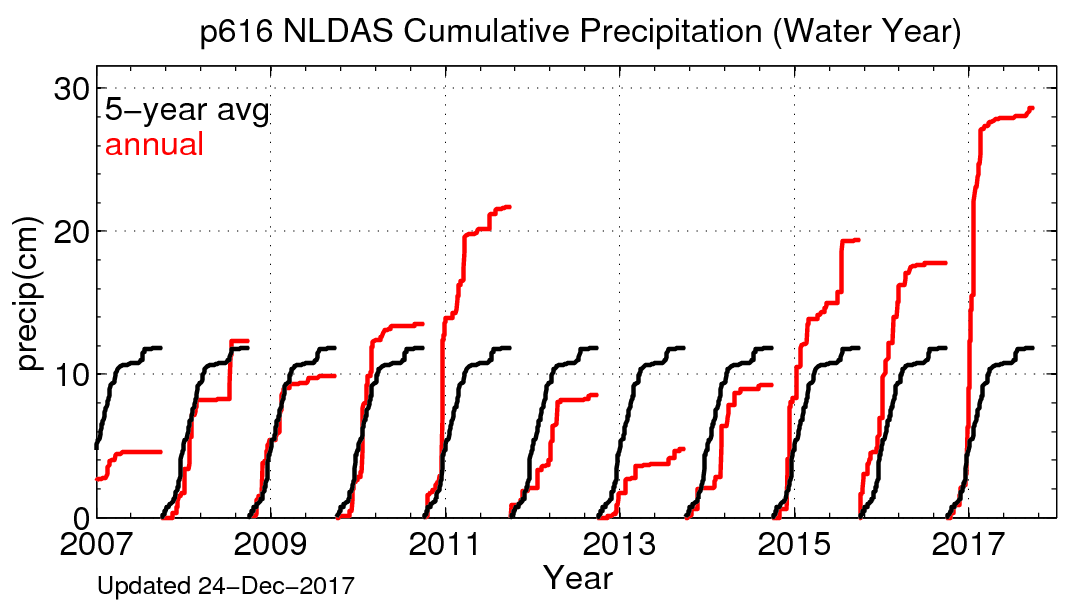 p616 NLDAS Cumulative Precipitation (Water Year)
30
5-year avg
annual
20
precip(cm)
10
0
2007 2009 2011 2013 2015 2017
Year
Updated 24-Dec-2017